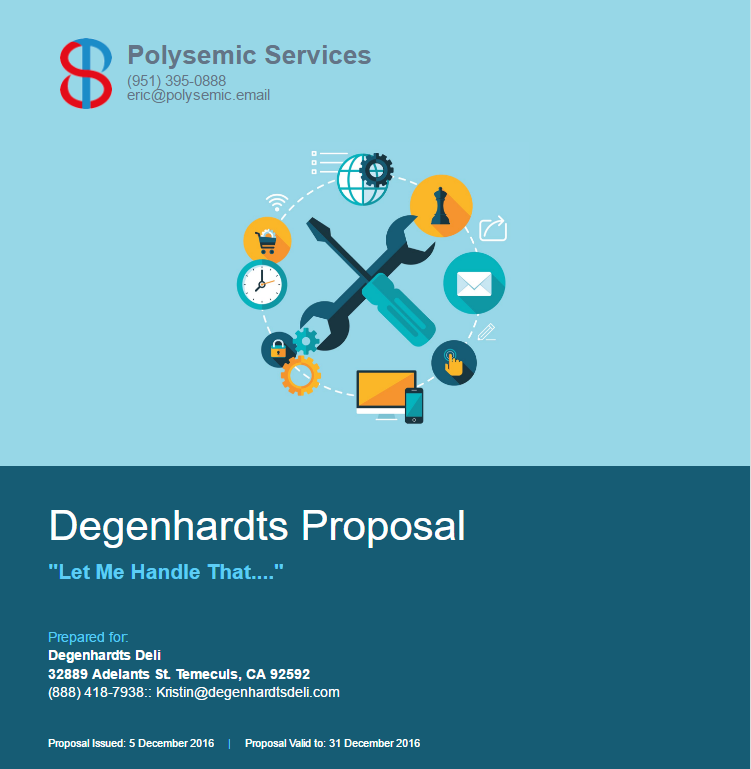 Polysemic Services
(951) 395-0888
eric@polysemic.email
Degenhardts Proposal
"Let Me Handle That...."
Prepared for:
Degenhardts Deli
32889 Adelants St. Temeculs, CA 92592
(888) 418-7938:: Kristin@degenhardtsdeli.com
Proposal Issued: 5 December 2016 | Proposal Valid to: 31 December 2016